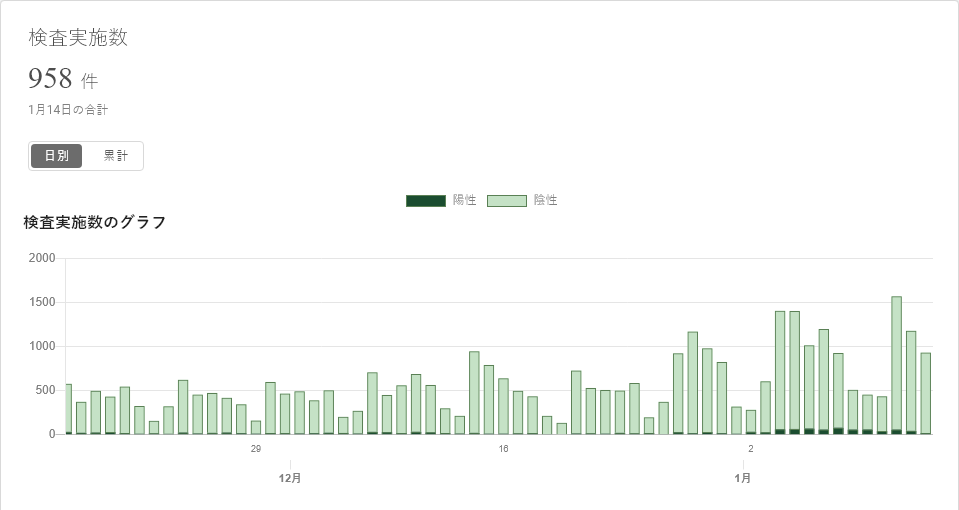 検査実施数
958 件
1月14日の合計
日別 累計
陽性 陰性
検査実施数のグラフ
2000
1500
1000
500
0
29 16 2
12月 1月